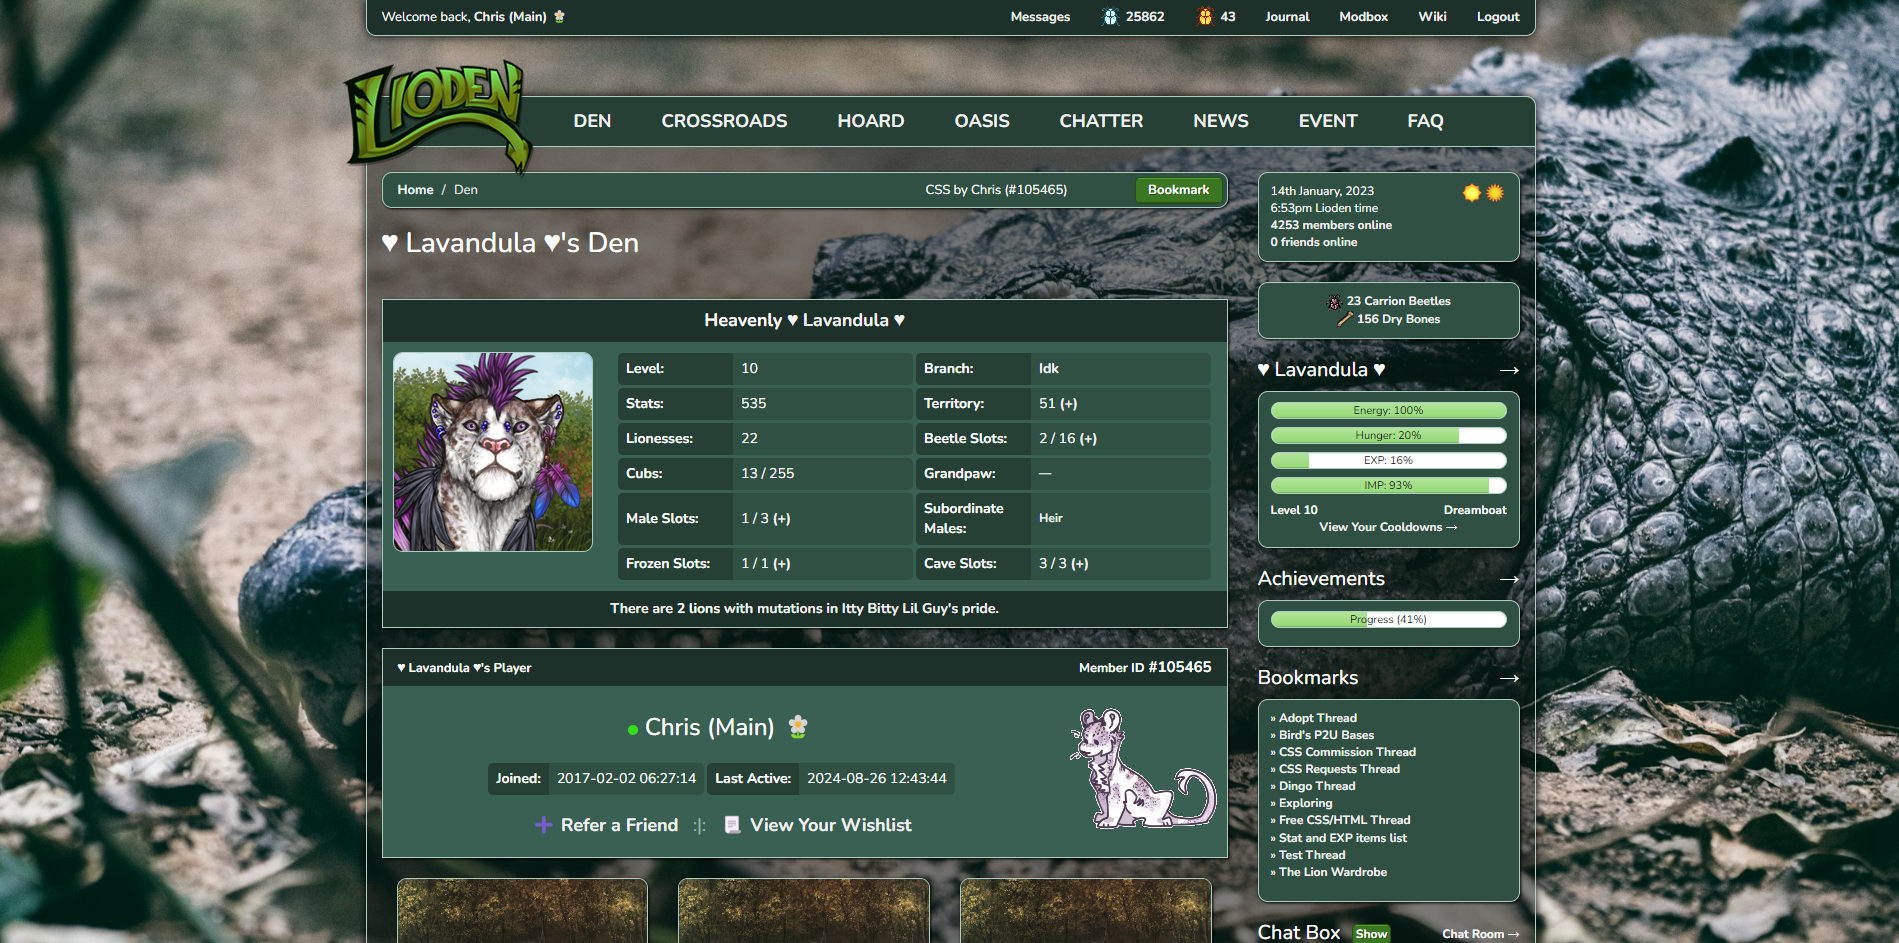 Welcome back, Chris (Main)
Messages 25862 43 Journal Modbox Wiki Logout
LIODEN
DEN CROSSROADS HOARD OASIS CHATTER NEWS EVENT FAQ
Home / Den CSS by Chris (#105465) Bookmark
♥ Lavandula ♥'s Den
Heavenly ♥ Lavandula ♥
Level: 10 Branch: Idk
Stats: 535 Territory: 51 (+)
Lionesses: 22 Beetle Slots: 2 / 16 (+)
Cubs: 13 / 255 Grandpaw: —
Male Slots: 1 / 3 (+) Subordinate Males: Heir
Frozen Slots: 1 / 1 (+) Cave Slots: 3 / 3 (+)
There are 2 lions with mutations in Itty Bitty Lil Guy's pride.
♥ Lavandula ♥'s Player Member ID #105465
Chris (Main)
Joined: 2017-02-02 06:27:14 Last Active: 2024-08-26 12:43:44
Refer a Friend :|: View Your Wishlist
14th January, 2023
6:53pm Lioden time
4253 members online
0 friends online
23 Carrion Beetles
156 Dry Bones
♥ Lavandula ♥ →
Energy: 100%
Hunger: 20%
EXP: 16%
IMP: 93%
Level 10 Dreamboat
View Your Cooldowns →
Achievements →
Progress (41%)
Bookmarks →
» Adopt Thread
» Bird's P2U Bases
» CSS Commission Thread
» CSS Requests Thread
» Dingo Thread
» Exploring
» Free CSS/HTML Thread
» Stat and EXP items list
» Test Thread
» The Lion Wardrobe
Chat Box Show Chat Room →